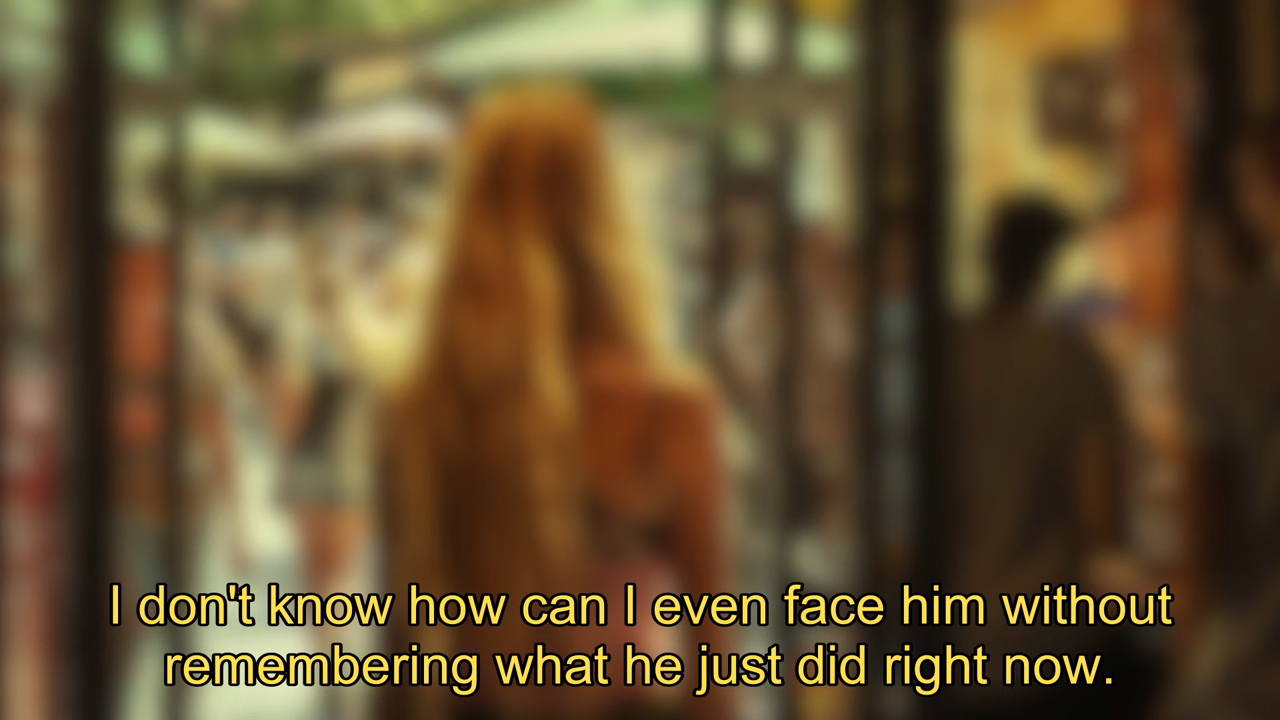 I don't know how can I even face him without
remembering what he just did right now.